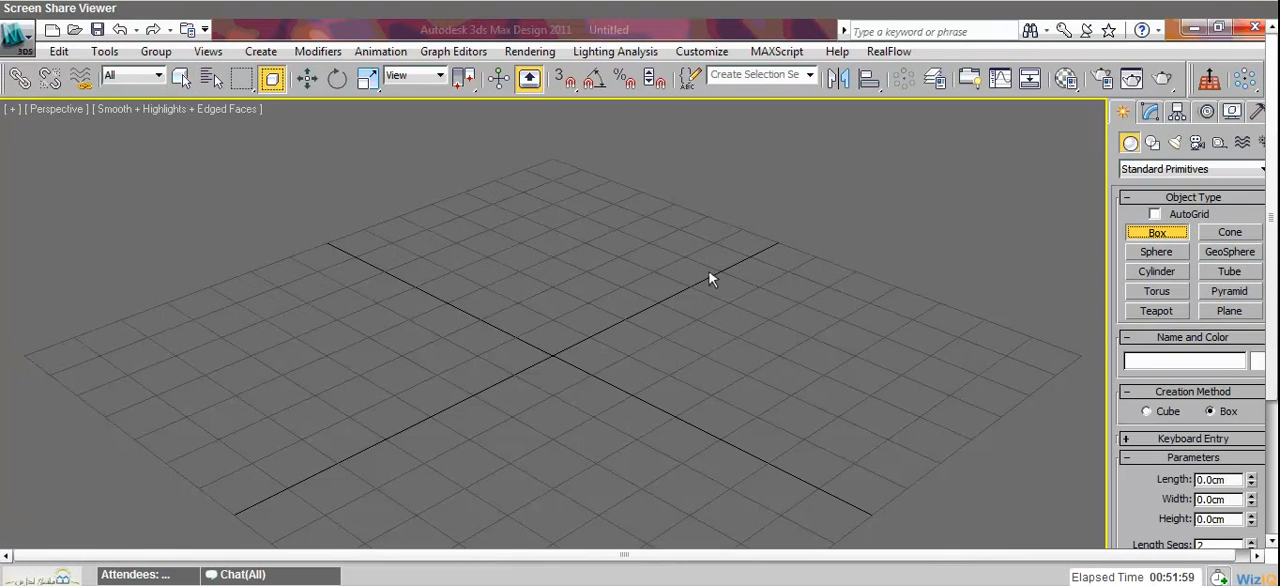 Screen Share Viewer
Autodesk 3ds Max Design 2011 Untitled
Type a keyword or phrase
3DS
Edit Tools Group Views Create Modifiers Animation Graph Editors Rendering Lighting Analysis Customize MAXScript Help RealFlow
All View 3 % ABC Create Selection Se
[ + ] [ Perspective ] [ Smooth + Highlights + Edged Faces ]
Standard Primitives
Object Type
AutoGrid
Box Cone
Sphere GeoSphere
Cylinder Tube
Torus Pyramid
Teapot Plane
Name and Color
Creation Method
Cube Box
Keyboard Entry
Parameters
Length: 0.0cm
Width: 0.0cm
Height: 0.0cm
Length Segs: 2
Attendees: ... Chat(All) Elapsed Time 00:51:59 WizIQ